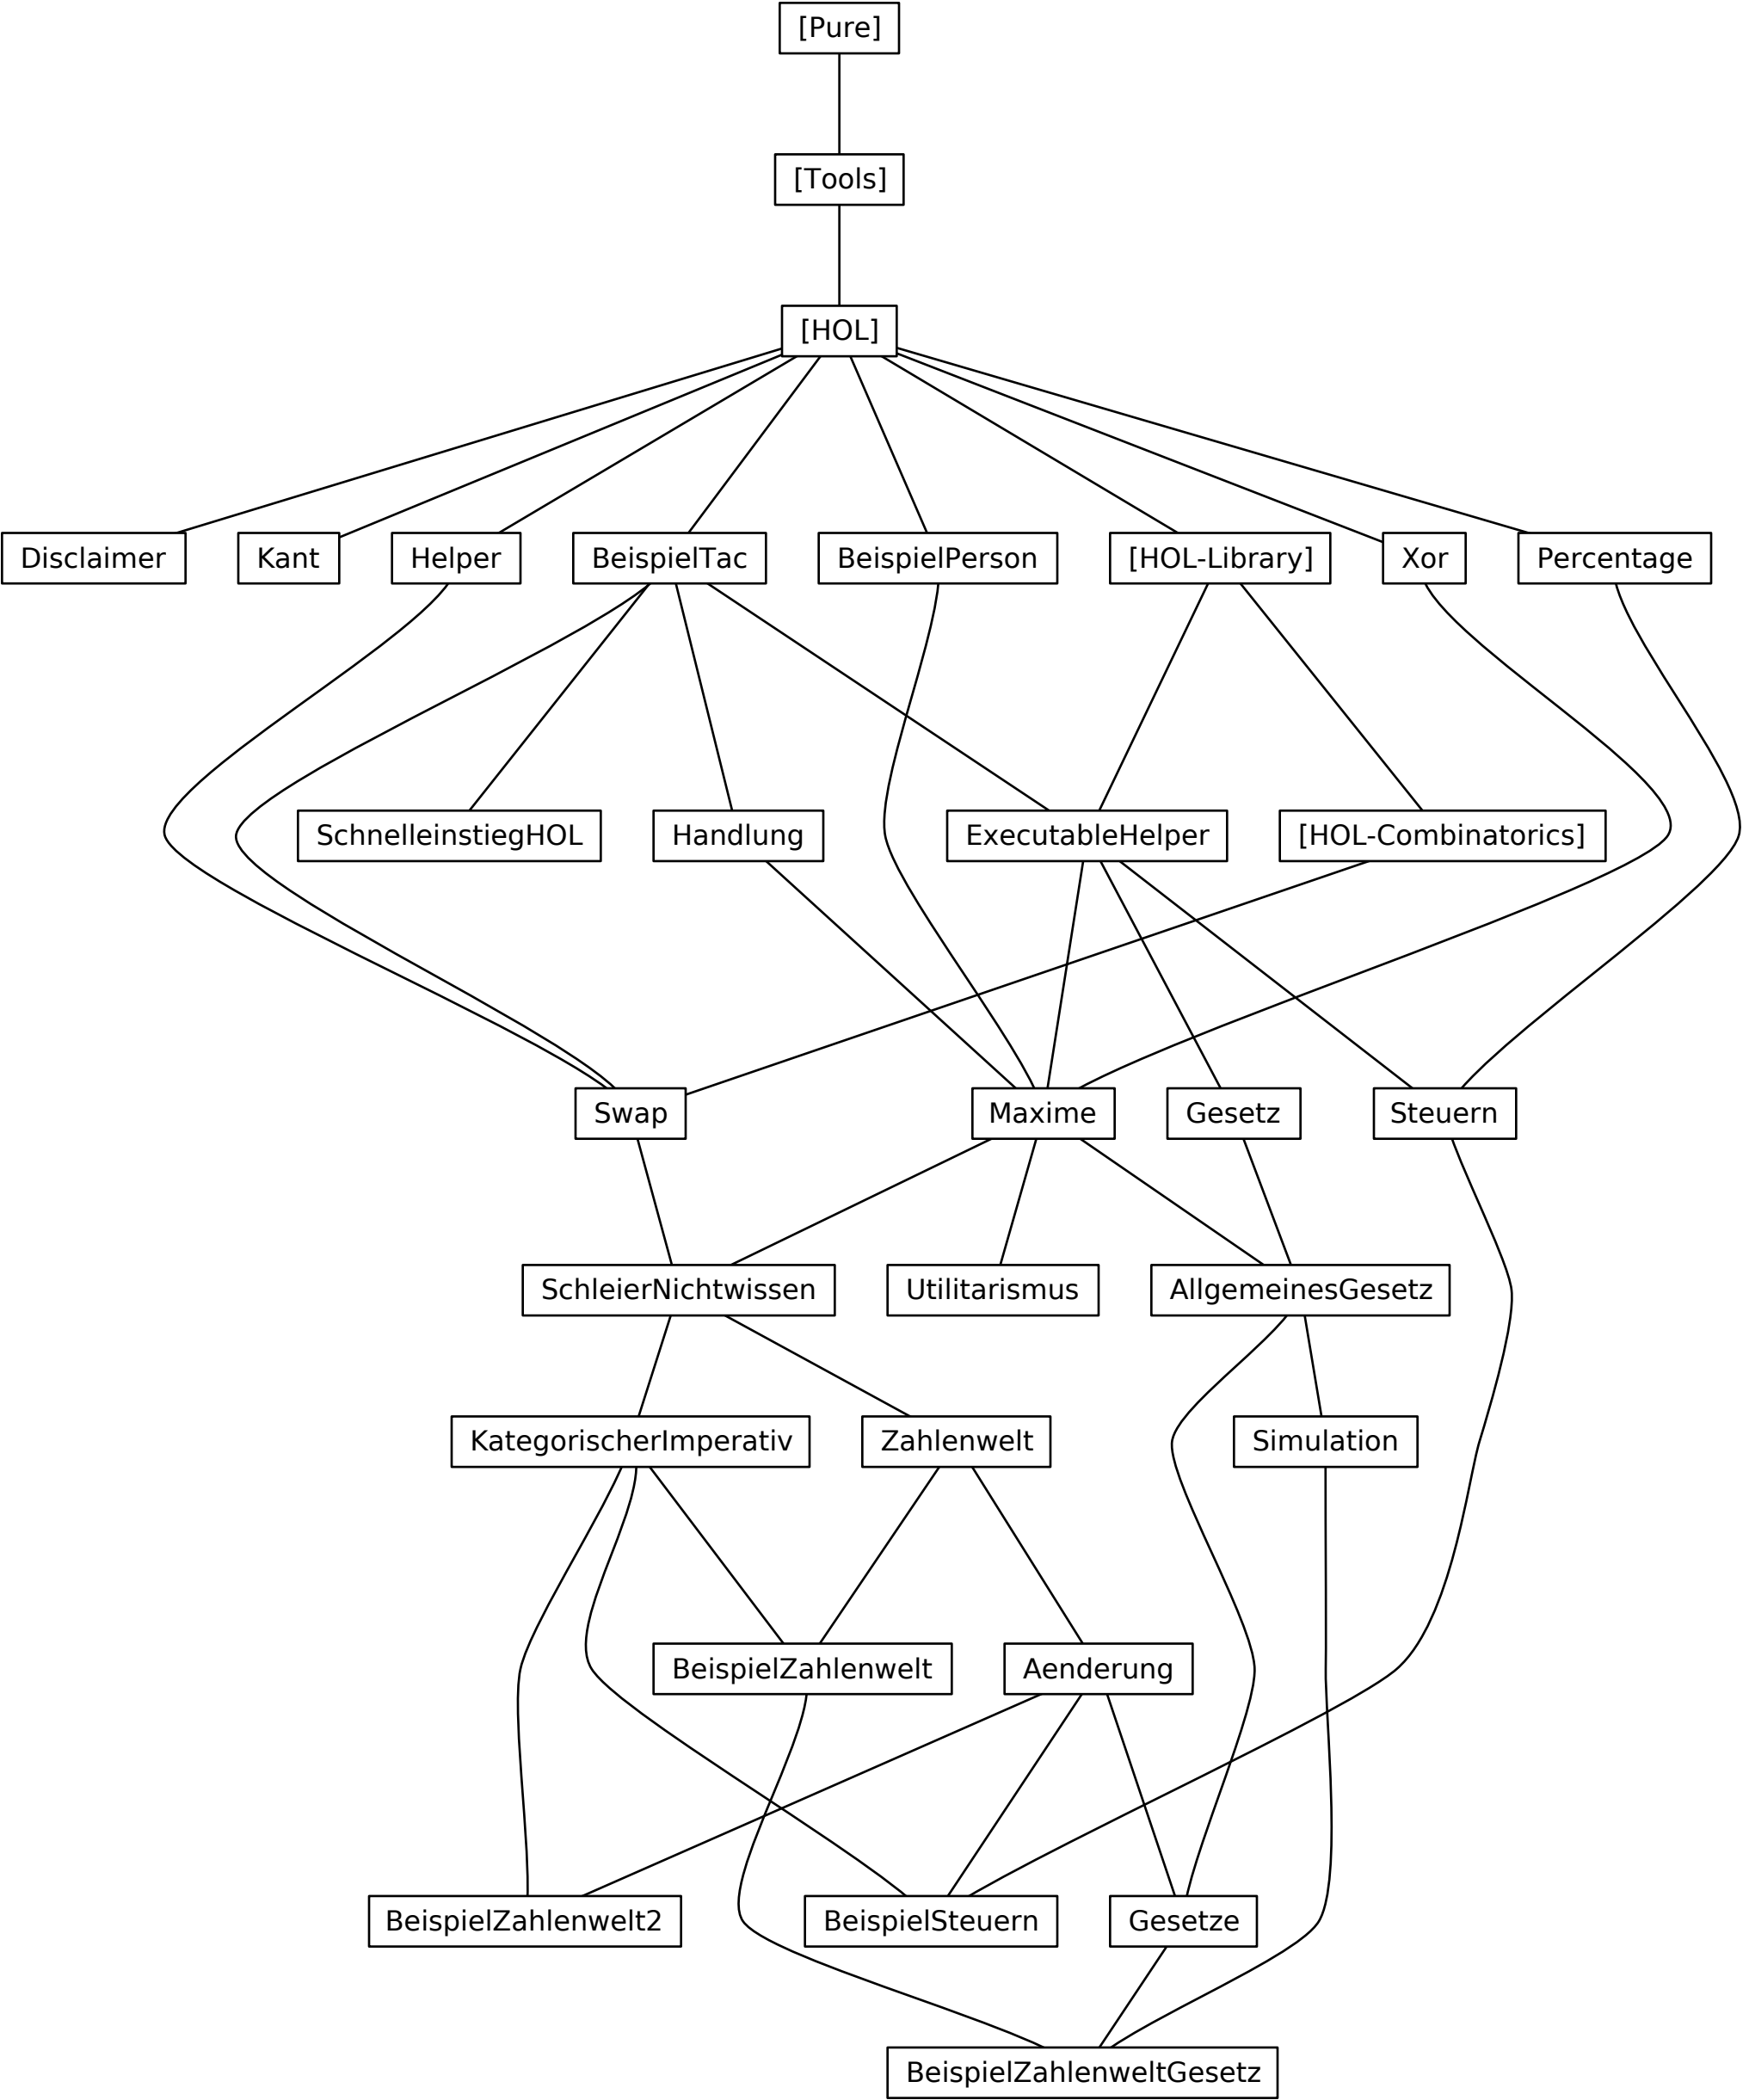 [Pure]
[Tools]
[HOL]
Disclaimer
Kant
Helper
BeispielTac
BeispielPerson
[HOL-Library]
Xor
Percentage
SchnelleinstiegHOL
Handlung
ExecutableHelper
[HOL-Combinatorics]
Swap
Maxime
Gesetz
Steuern
SchleierNichtwissen
Utilitarismus
AllgemeinesGesetz
KategorischerImperativ
Zahlenwelt
Simulation
BeispielZahlenwelt
Aenderung
BeispielZahlenwelt2
BeispielSteuern
Gesetze
BeispielZahlenweltGesetz